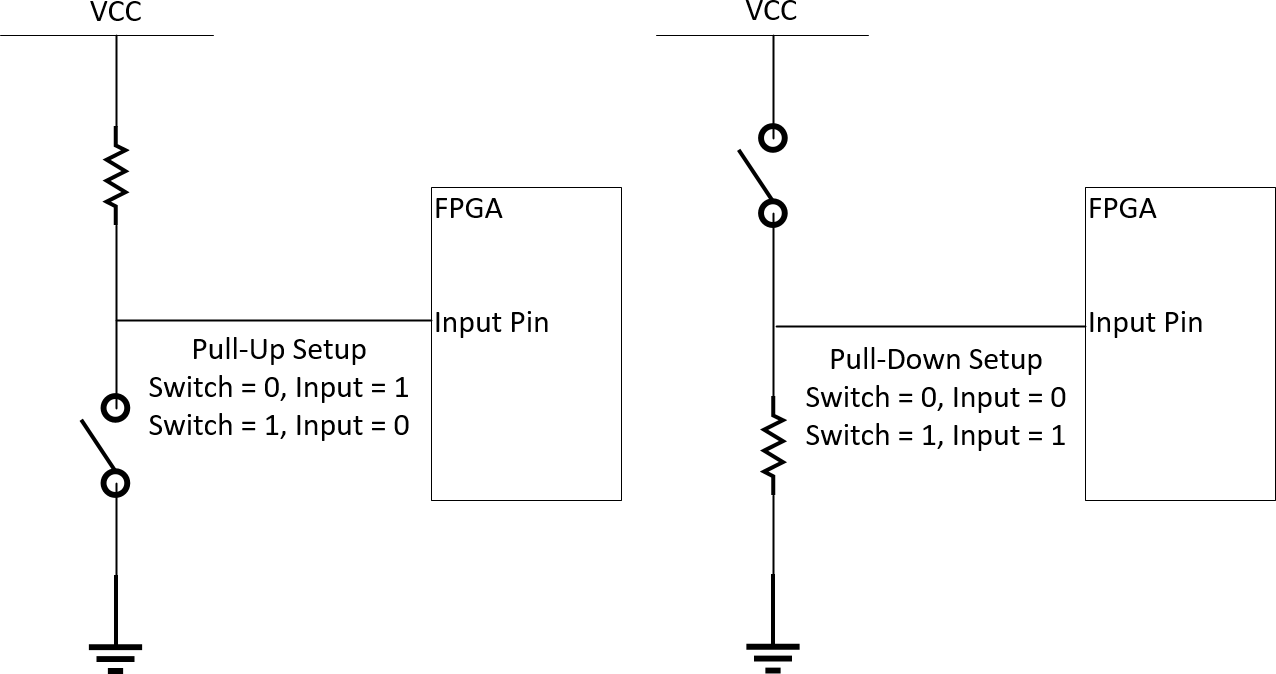 VCC
FPGA
Input Pin
Pull-Up Setup
Switch = 0, Input = 1
Switch = 1, Input = 0
VCC
FPGA
Input Pin
Pull-Down Setup
Switch = 0, Input = 0
Switch = 1, Input = 1